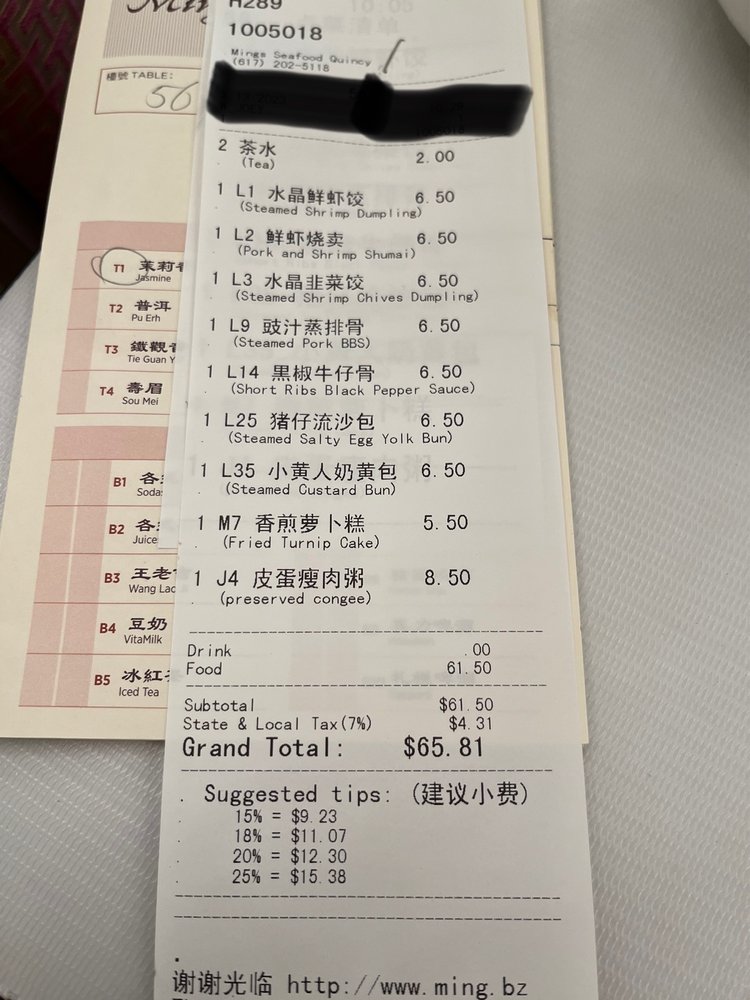 H289
1005018
Mings Seafood Quincy
(617) 202-5118
檯號 TABLE:
56
2 茶水 2.00
(Tea)
1 L1 水晶鲜虾饺 6.50
(Steamed Shrimp Dumpling)
1 L2 鲜虾烧卖 6.50
(Pork and Shrimp Shumai)
1 L3 水晶韭菜饺 6.50
(Steamed Shrimp Chives Dumpling)
1 L9 豉汁蒸排骨 6.50
(Steamed Pork BBS)
1 L14 黑椒牛仔骨 6.50
(Short Ribs Black Pepper Sauce)
1 L25 猪仔流沙包 6.50
(Steamed Salty Egg Yolk Bun)
1 L35 小黄人奶黄包 6.50
(Steamed Custard Bun)
1 M7 香煎萝卜糕 5.50
(Fried Turnip Cake)
1 J4 皮蛋瘦肉粥 8.50
(preserved congee)
Drink .00
Food 61.50
Subtotal $61.50
State & Local Tax(7%) $4.31
Grand Total: $65.81
. Suggested tips: (建议小费)
. 15% = $9.23
. 18% = $11.07
. 20% = $12.30
. 25% = $15.38
.
谢谢光临 http://www.ming.bz
T1 茉莉
Jasmine
T2 普洱
Pu Erh
T3 鐵觀
Tie Guan Y
T4 壽眉
Sou Mei
B1 各
Soda
B2 各
Juice
B3 王老
Wang Lao
B4 豆奶
VitaMilk
B5 冰紅
Iced Tea